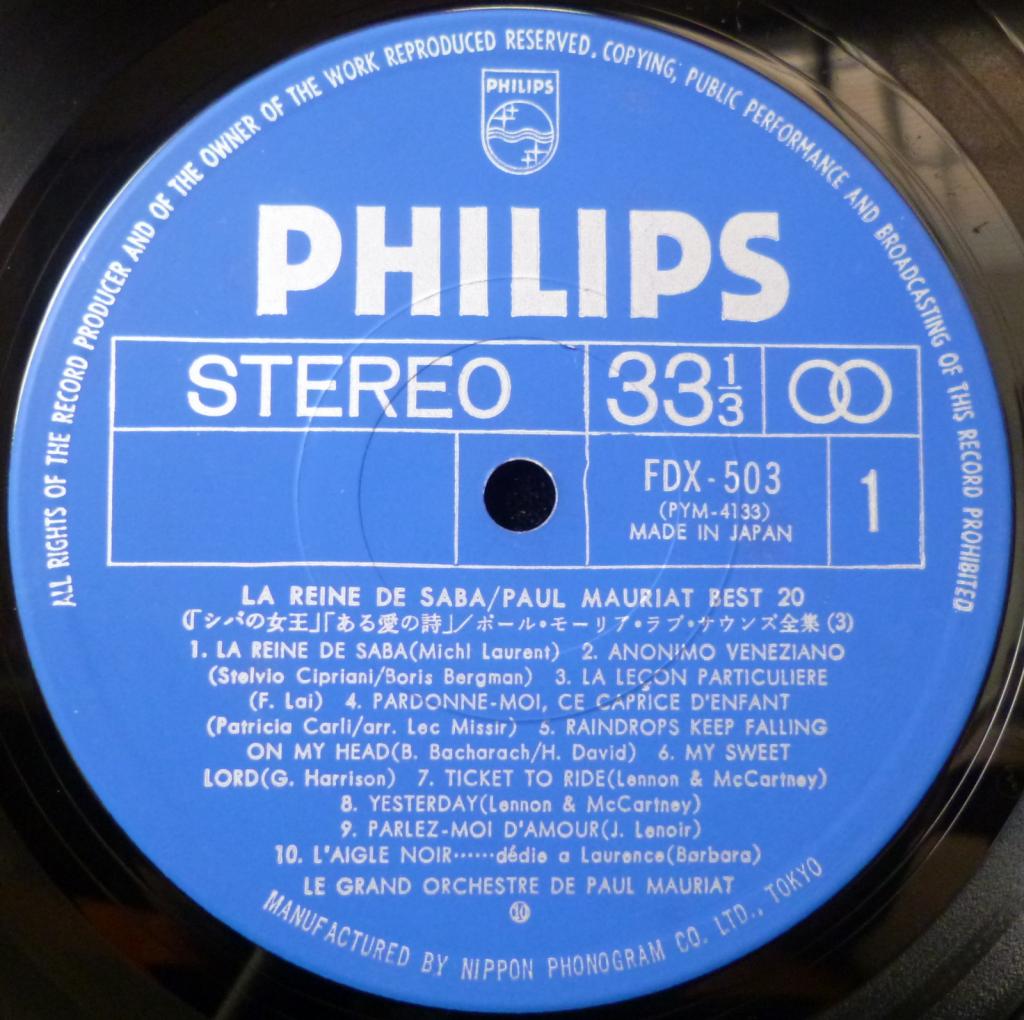 ALL RIGHTS OF THE RECORD PRODUCER AND OF THE OWNER OF THE WORK REPRODUCED RESERVED. COPYING, PUBLIC PERFORMANCE AND BROADCASTING OF THIS RECORD PROHIBITED
PHILIPS
PHILIPS
STEREO 33 1/3
FDX-503 1
(PYM-4133)
MADE IN JAPAN
LA REINE DE SABA/PAUL MAURIAT BEST 20
(「シバの女王」「ある愛の詩」/ポール・モーリア・ラブ・サウンズ全集(3)
1. LA REINE DE SABA(Michl Laurent) 2. ANONIMO VENEZIANO
(Stelvio Cipriani/Boris Bergman) 3. LA LEÇON PARTICULIERE
(F. Lai) 4. PARDONNE-MOI, CE CAPRICE D'ENFANT
(Patricia Carli/arr. Lec Missir) 5. RAINDROPS KEEP FALLING
ON MY HEAD(B. Bacharach/H. David) 6. MY SWEET
LORD(G. Harrison) 7. TICKET TO RIDE(Lennon & McCartney)
8. YESTERDAY(Lennon & McCartney)
9. PARLEZ-MOI D'AMOUR(J. Lenoir)
10. L'AIGLE NOIR……dédie a Laurence(Barbara)
LE GRAND ORCHESTRE DE PAUL MAURIAT
⑩
MANUFACTURED BY NIPPON PHONOGRAM CO. LTD., TOKYO